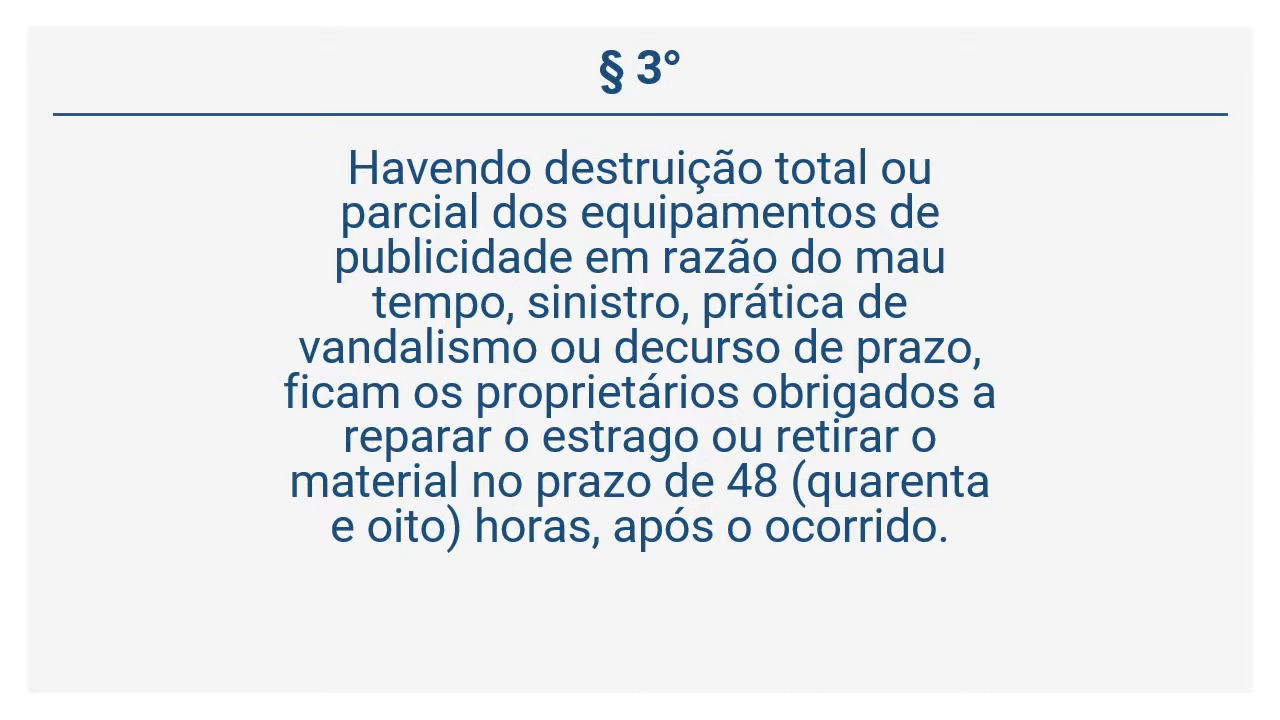 § 3°
Havendo destruição total ou
parcial dos equipamentos de
publicidade em razão do mau
tempo, sinistro, prática de
vandalismo ou decurso de prazo,
ficam os proprietários obrigados a
reparar o estrago ou retirar o
material no prazo de 48 (quarenta
e oito) horas, após o ocorrido.